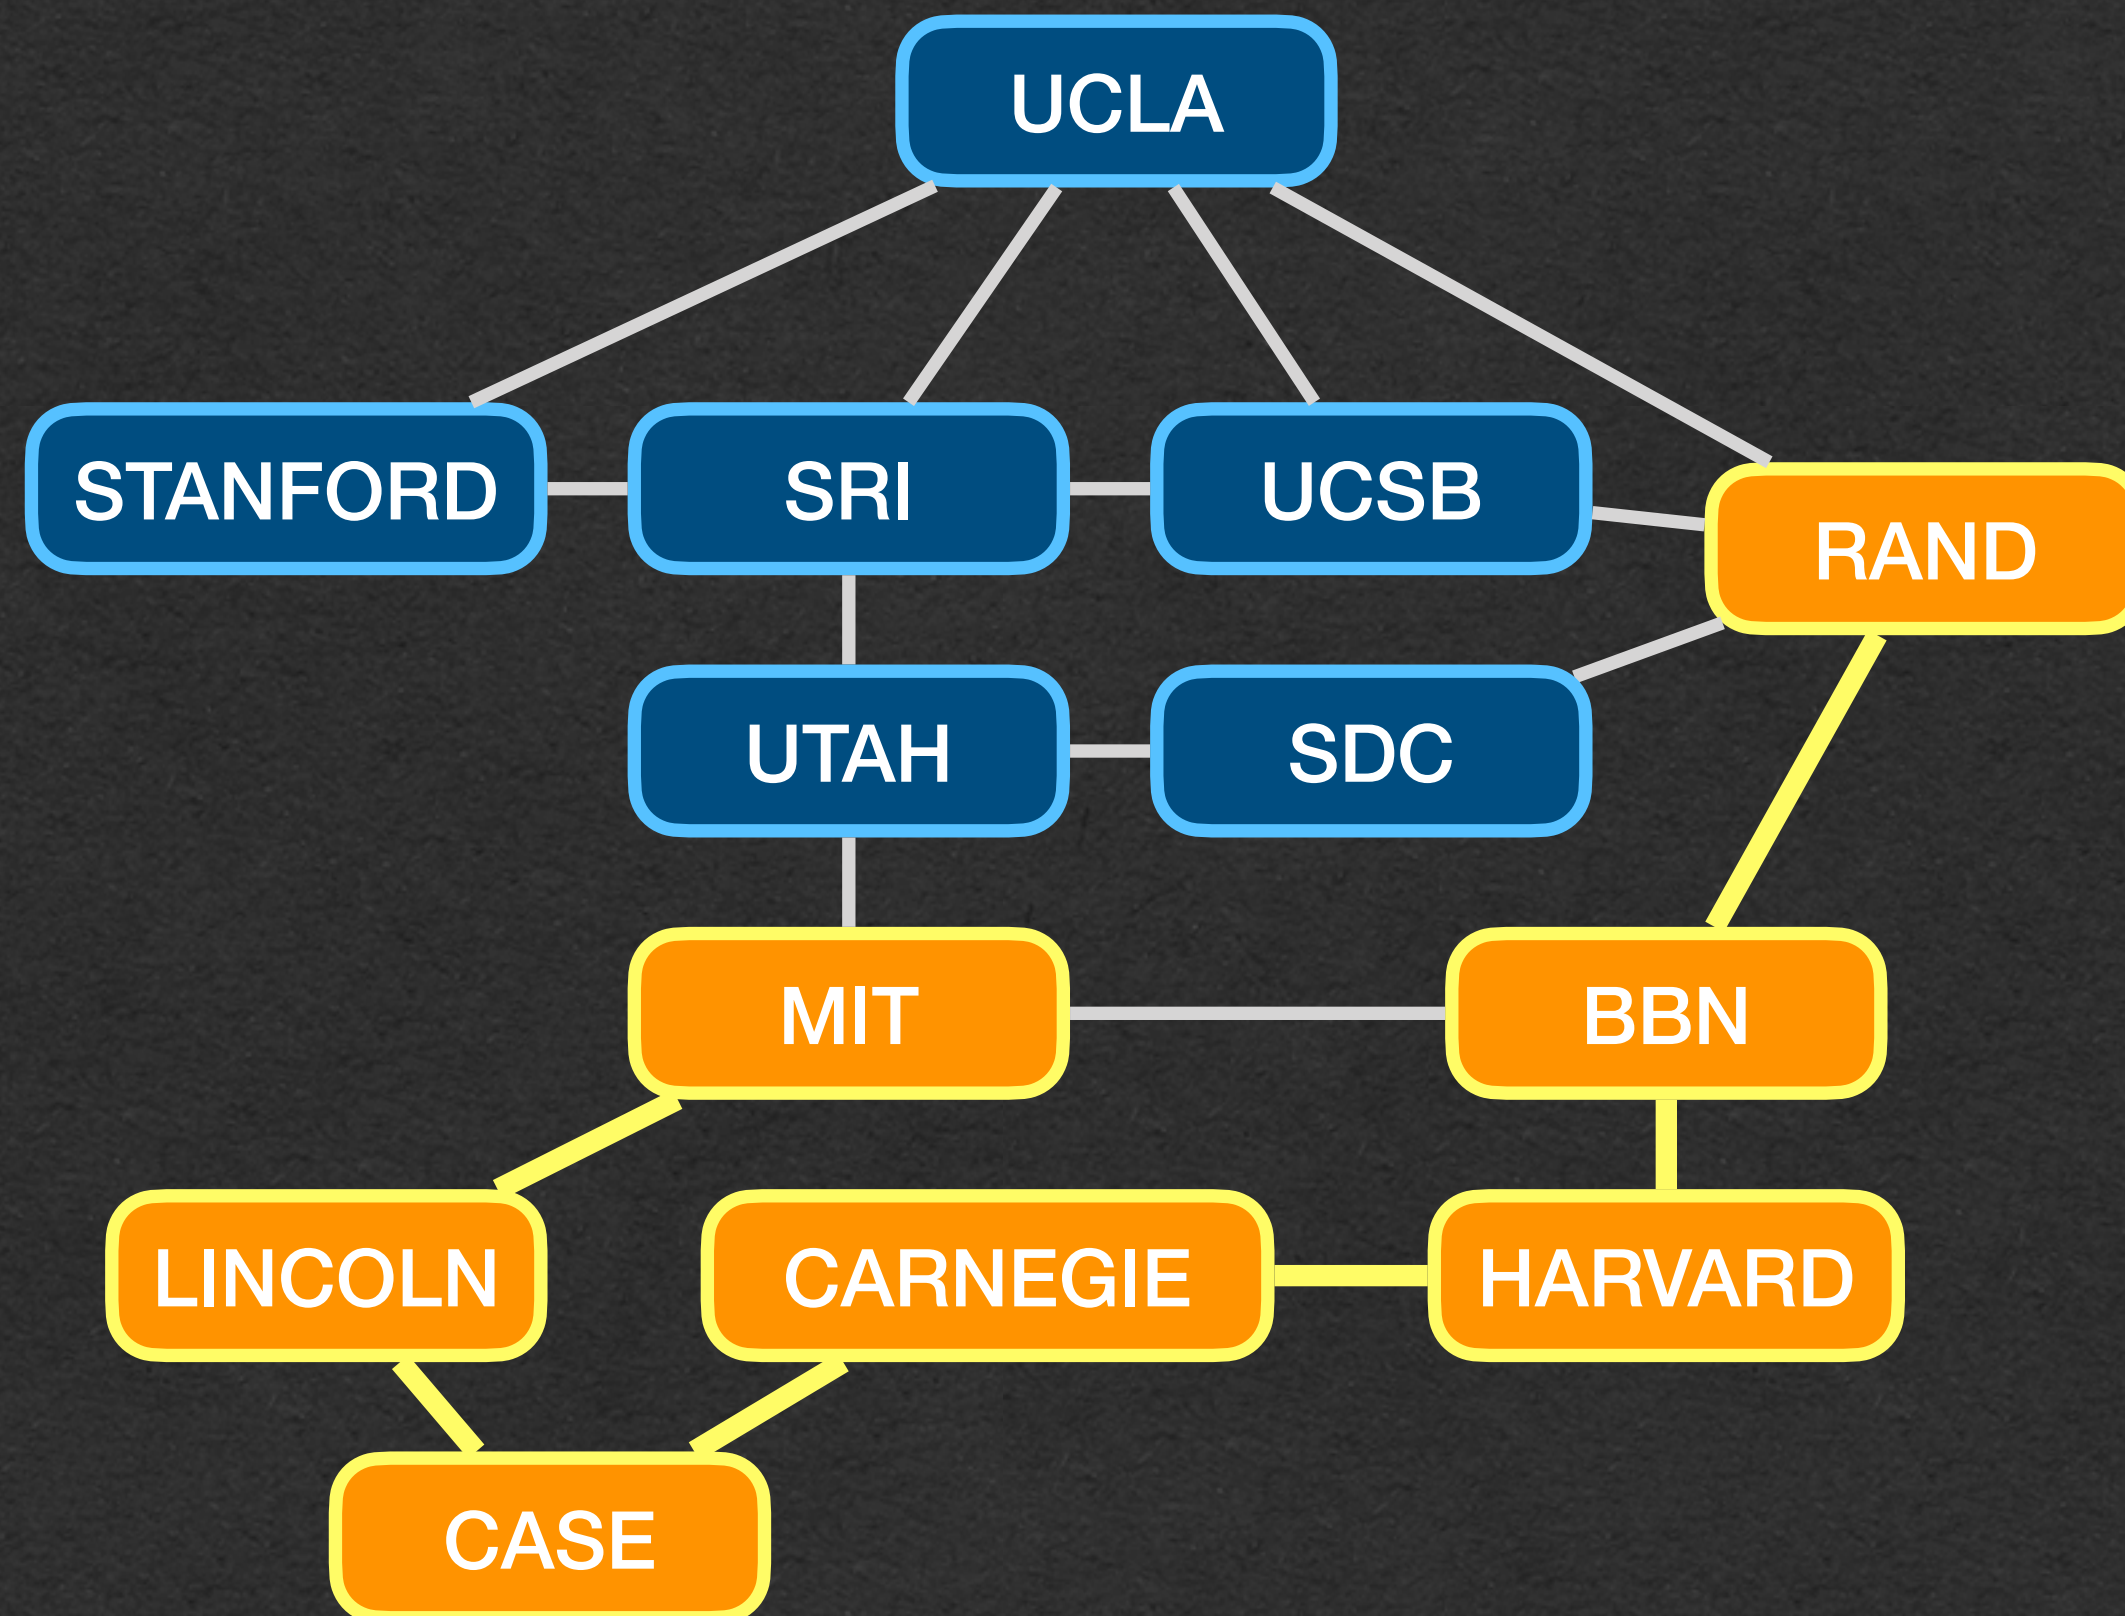 UCLA
STANFORD
SRI
UCSB
RAND
UTAH
SDC
MIT
BBN
LINCOLN
CARNEGIE
HARVARD
CASE